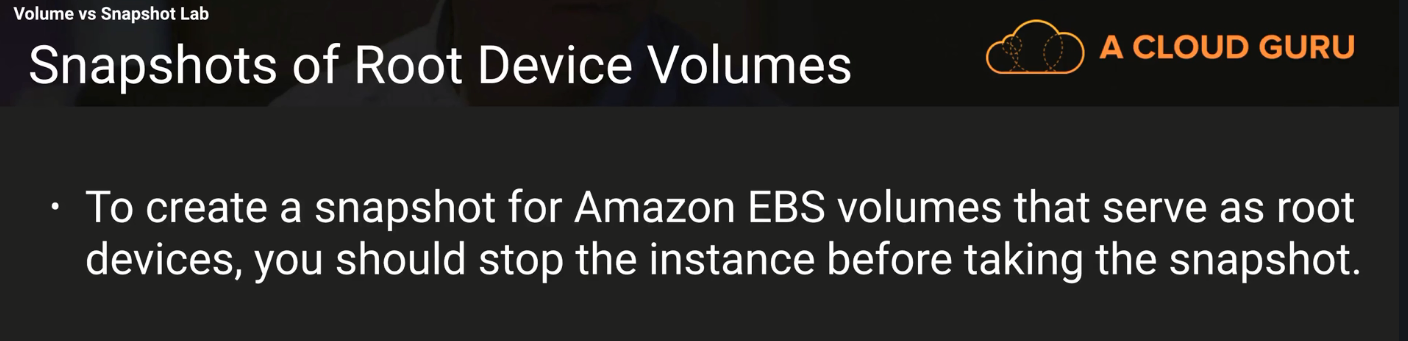 Volume vs Snapshot Lab
Snapshots of Root Device Volumes
A CLOUD GURU
• To create a snapshot for Amazon EBS volumes that serve as root
devices, you should stop the instance before taking the snapshot.